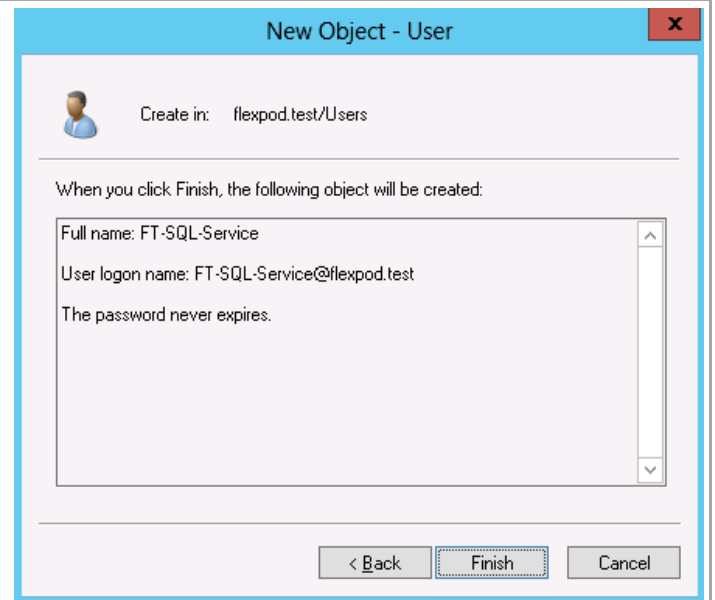 New Object - User
x
Create in: flexpod.test/Users
When you click Finish, the following object will be created:
Full name: FT-SQL-Service
User logon name: FT-SQL-Service@flexpod.test
The password never expires.
< Back
Finish
Cancel